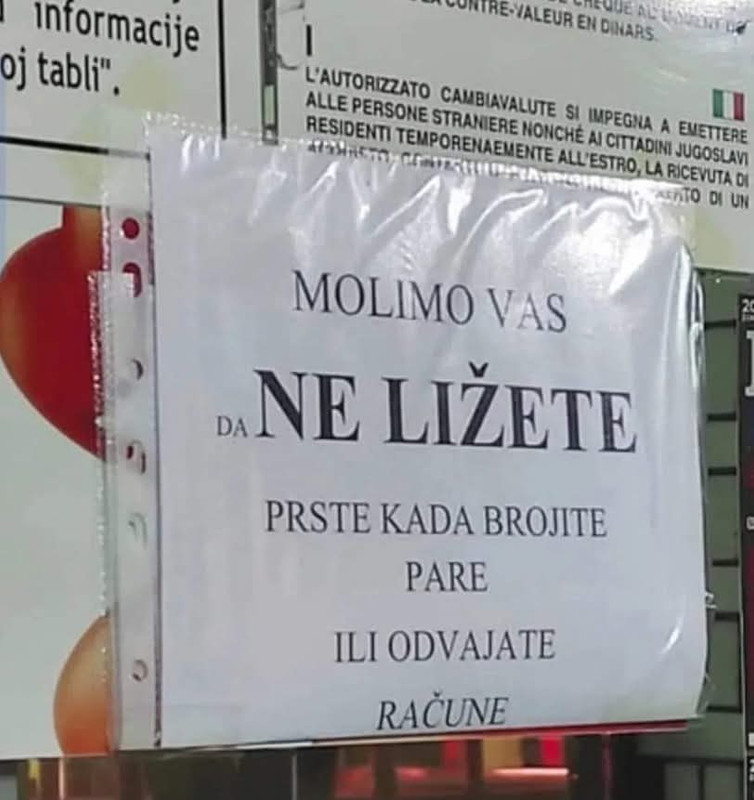 informacije
oj tabli".
CONTRE-VALEUR EN DINARS.
L'AUTORIZZATO CAMBIAVALUTE SI IMPEGNA A EMETTERE
ALLE PERSONE STRANIERE NONCHÉ AI CITTADINI JUGOSLAVI
RESIDENTI TEMPORENAEMENTE ALL'ESTRO, LA RICEVUTA DI
DI UN
MOLIMO VAS
DA NE LIŽETE
PRSTE KADA BROJITE
PARE
ILI ODVAJATE
RAČUNE